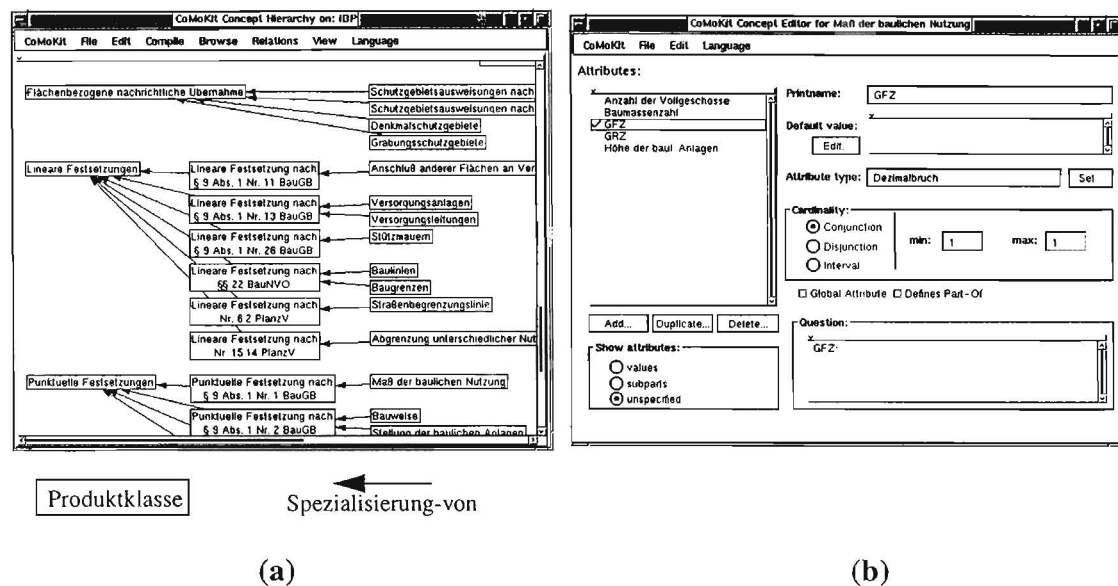 CoMoKit Concept Hierarchy on: IBP
CoMoKit File Edit Compile Browse Relations View Language
Flächenbezogene nachrichtliche Übernahme
Schutzgebietsausweisungen nach
Schutzgebietsausweisungen nach
Denkmalschutzgebiete
Grabungsschutzgebiete
Lineare Festsetzungen
Lineare Festsetzung nach
§ 9 Abs. 1 Nr. 11 BauGB
Anschluß anderer Flächen an Ver
Lineare Festsetzung nach
§ 9 Abs. 1 Nr. 13 BauGB
Versorgungsanlagen
Versorgungsleitungen
Lineare Festsetzung nach
§ 9 Abs. 1 Nr. 26 BauGB
Stützmauern
Lineare Festsetzung nach
§§ 22 BauNVO
Baulinien
Baugrenzen
Lineare Festsetzung nach
Nr. 6 2 PlanzV
Straßenbegrenzungslinie
Lineare Festsetzung nach
Nr 15 14 PlanzV
Abgrenzung unterschiedlicher Nut
Punktuelle Festsetzungen
Punktuelle Festsetzung nach
§ 9 Abs. 1 Nr. 1 BauGB
Maß der baulichen Nutzung
Punktuelle Festsetzung nach
§ 9 Abs. 1 Nr. 2 BauGB
Bauweise
Stellung der baulichen Anlagen
Produktklasse
Spezialisierung-von
(a)
CoMoKit Concept Editor for Maß der baulichen Nutzung
CoMoKit File Edit Language
Attributes:
Anzahl der Vollgeschosse
Baumassenzahl
GFZ
GRZ
Höhe der baul. Anlagen
Add... Duplicate... Delete...
Show attributes:
values
subparts
unspecified
Printname: GFZ
Default value:
Edit.
Attribute type: Dezimalbruch Set
Cardinality:
Conjunction
Disjunction
Interval
min: 1 max: 1
Global Attribute Defines Part-Of
Question:
GFZ·
(b)